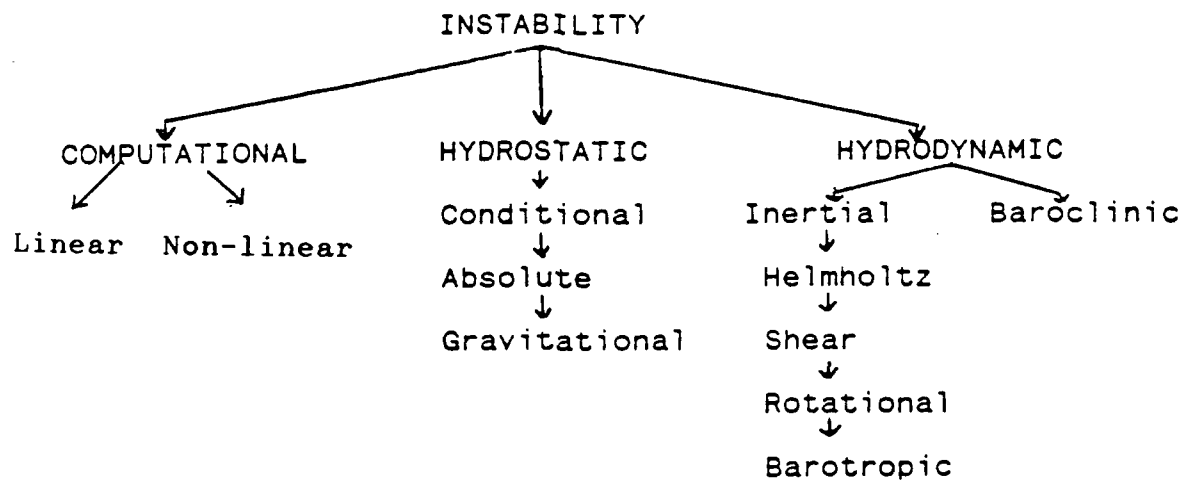 INSTABILITY
COMPUTATIONAL HYDROSTATIC HYDRODYNAMIC
Conditional Inertial Baroclinic
Linear Non-linear
Absolute Helmholtz
Gravitational Shear
Rotational
Barotropic